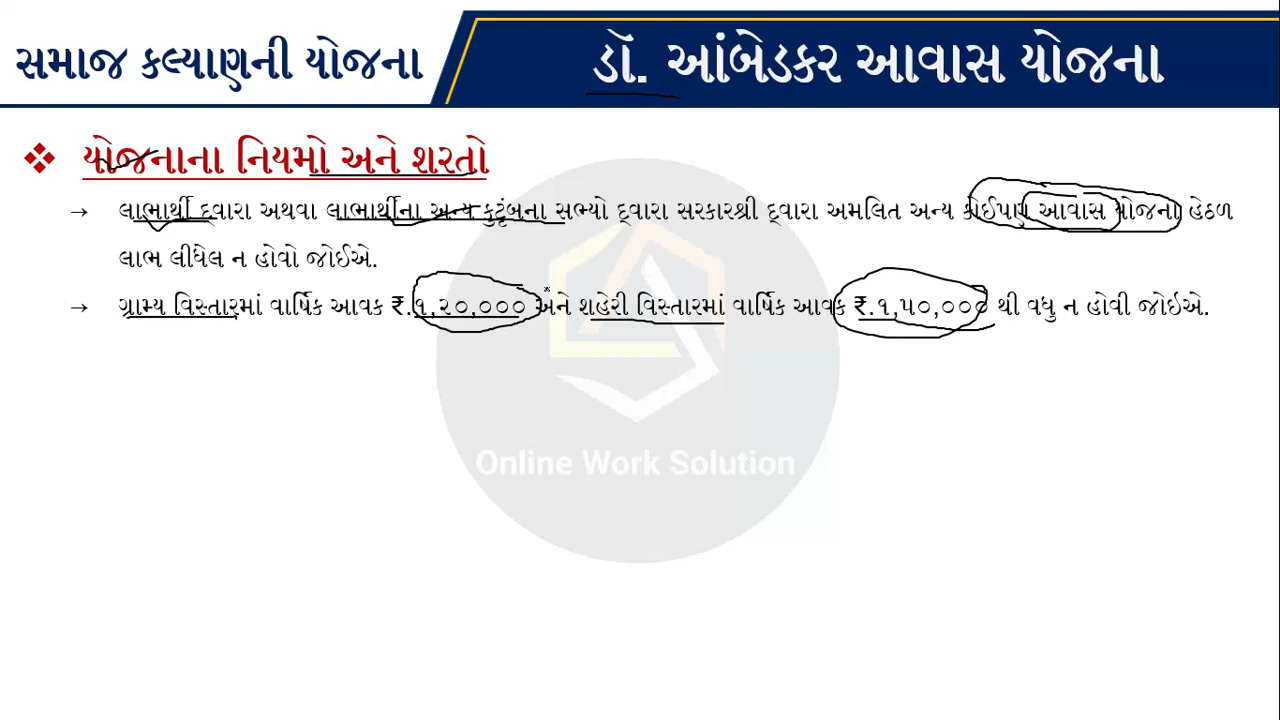 સમાજ કલ્યાણની યોજના
ડૉ. આંબેડકર આવાસ યોજના
❖ યોજનાના નિયમો અને શરતો
→ લાભાર્થી દ્વારા અથવા લાભાર્થીના અન્ય કુટુંબના સભ્યો દ્વારા સરકારશ્રી દ્વારા અમલિત અન્ય કોઈપણ આવાસ યોજના હેઠળ
લાભ લીધેલ ન હોવો જોઈએ.
→ ગ્રામ્ય વિસ્તારમાં વાર્ષિક આવક ₹.૧,૨૦,૦૦૦ અને શહેરી વિસ્તારમાં વાર્ષિક આવક ₹.૧,૫૦,૦૦૦ થી વધુ ન હોવી જોઇએ.
Online Work Solution